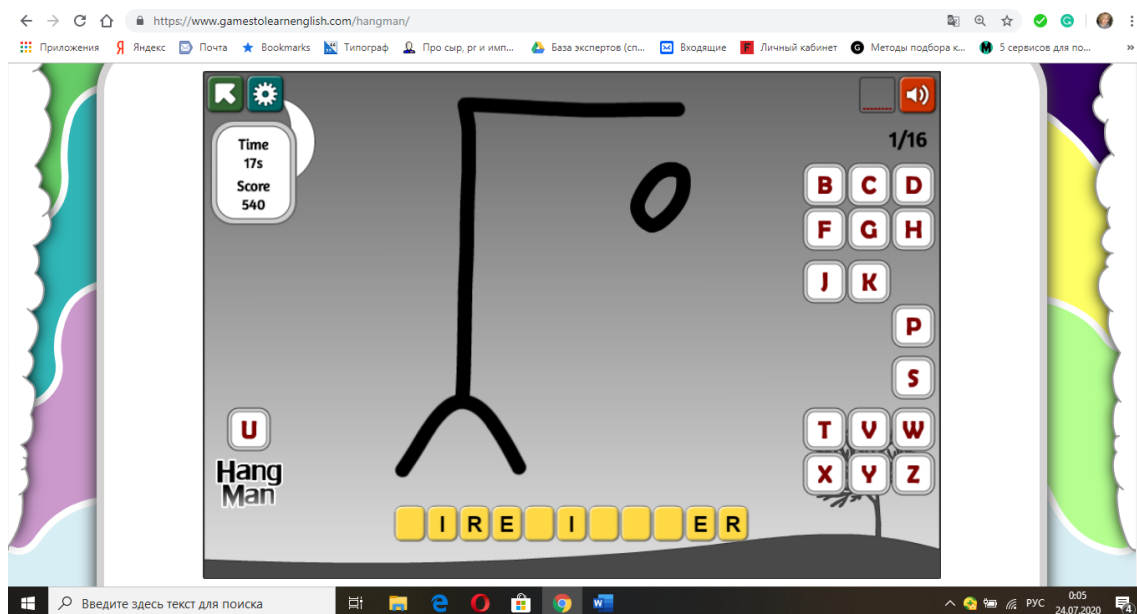 https://www.gamestolearnenglish.com/hangman/
Приложения Яндекс Почта Bookmarks Типограф Про сыр, pr и имп... База экспертов (сп... Входящие Личный кабинет Методы подбора к... 5 сервисов для по... »
Time
17s
Score
540
1/16
B C D
F G H
J K
P
S
T V W
X Y Z
U
Hang
Man
I R E I E R
Введите здесь текст для поиска
РУС
0:05
24.07.2020
4